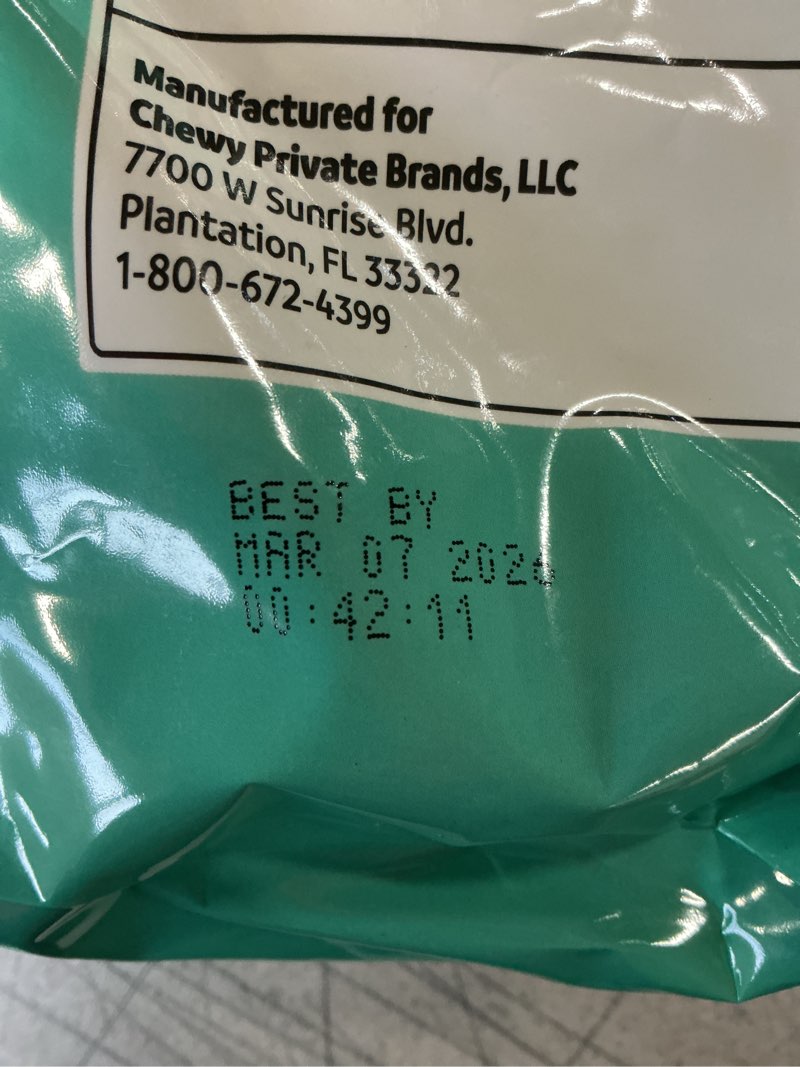 Manufactured for
Chewy Private Brands, LLC
7700 W Sunrise Blvd.
Plantation, FL 33322
1-800-672-4399
BEST BY
MAR 07 2026
00:42:11